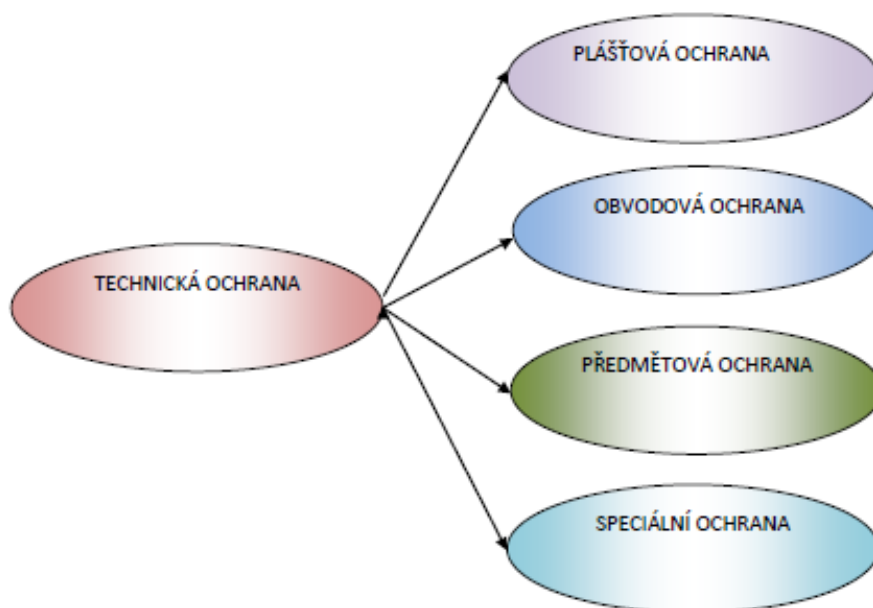 PLÁŠŤOVÁ OCHRANA
OBVODOVÁ OCHRANA
TECHNICKÁ OCHRANA
PŘEDMĚTOVÁ OCHRANA
SPECIÁLNÍ OCHRANA